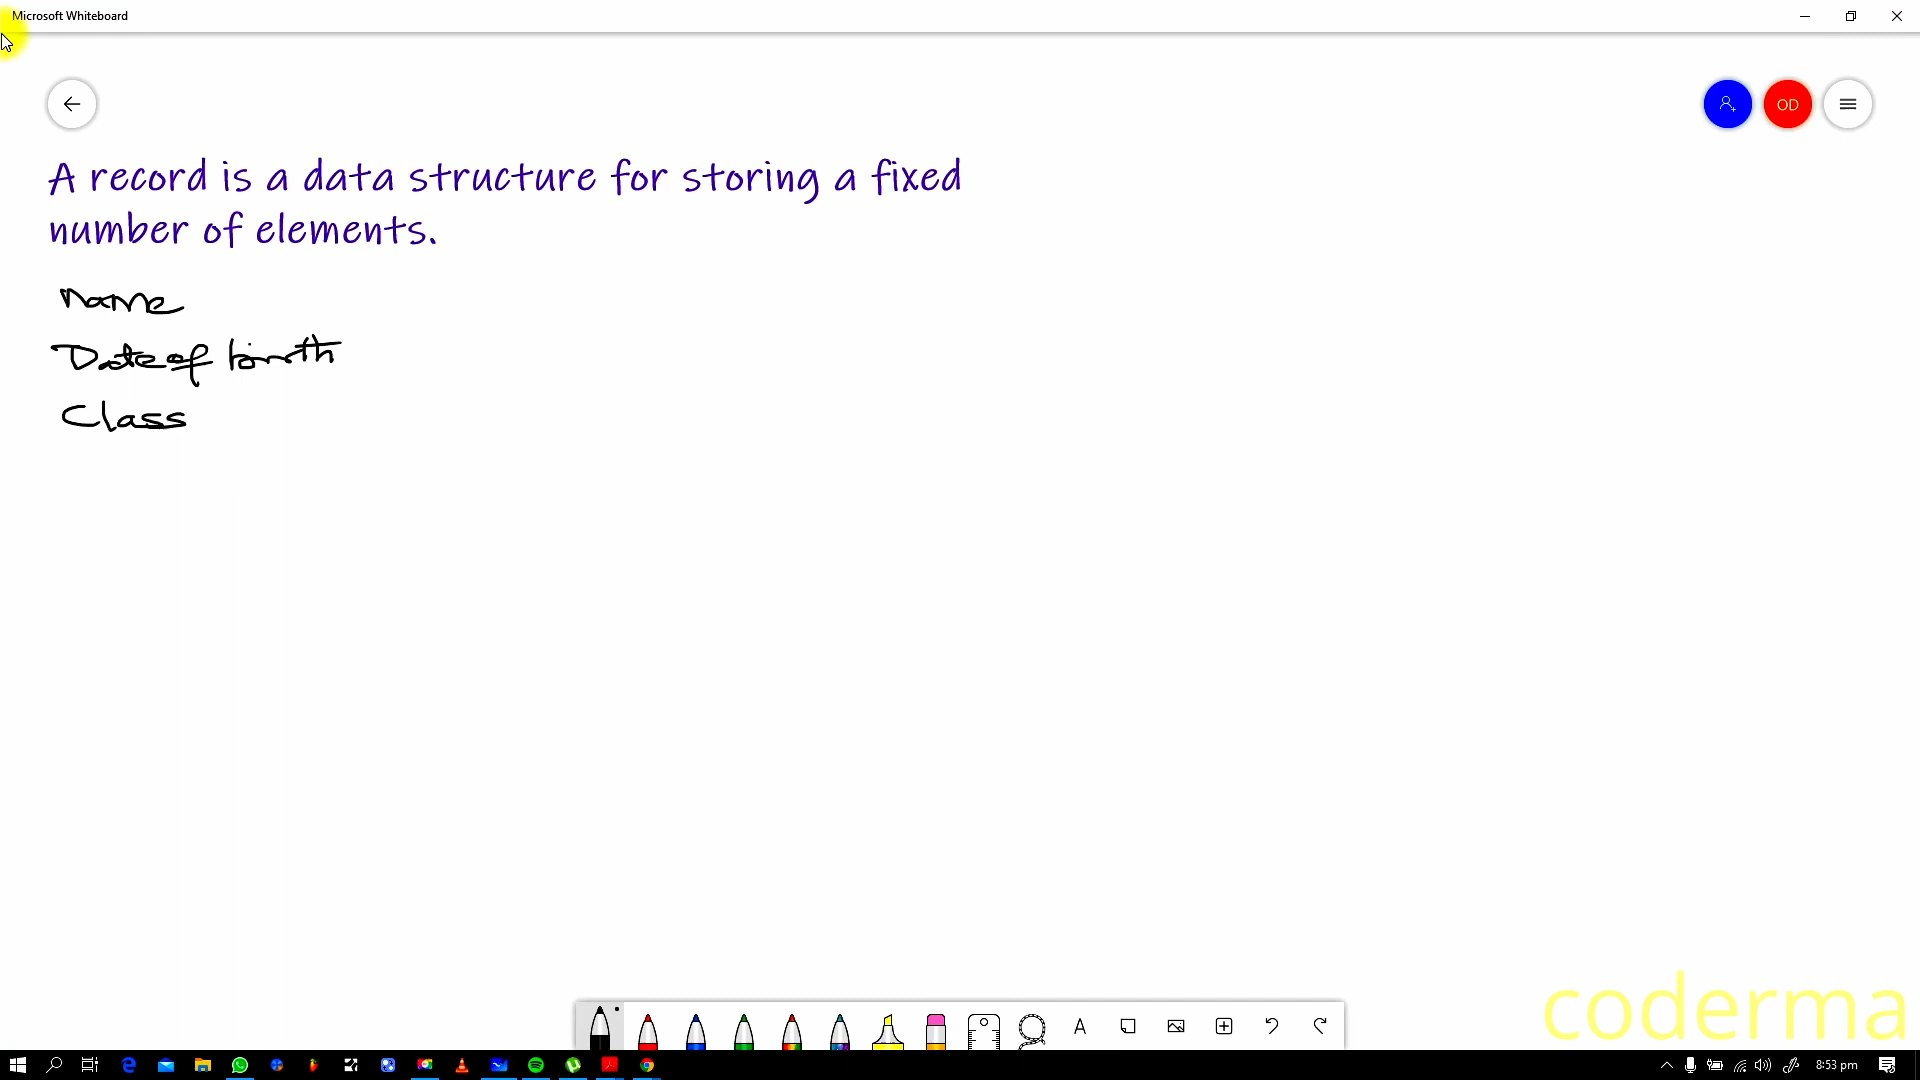 Microsoft Whiteboard
OD
A record is a data structure for storing a fixed
number of elements.
Name
Date of birth
Class
coderma
A
8:53 pm